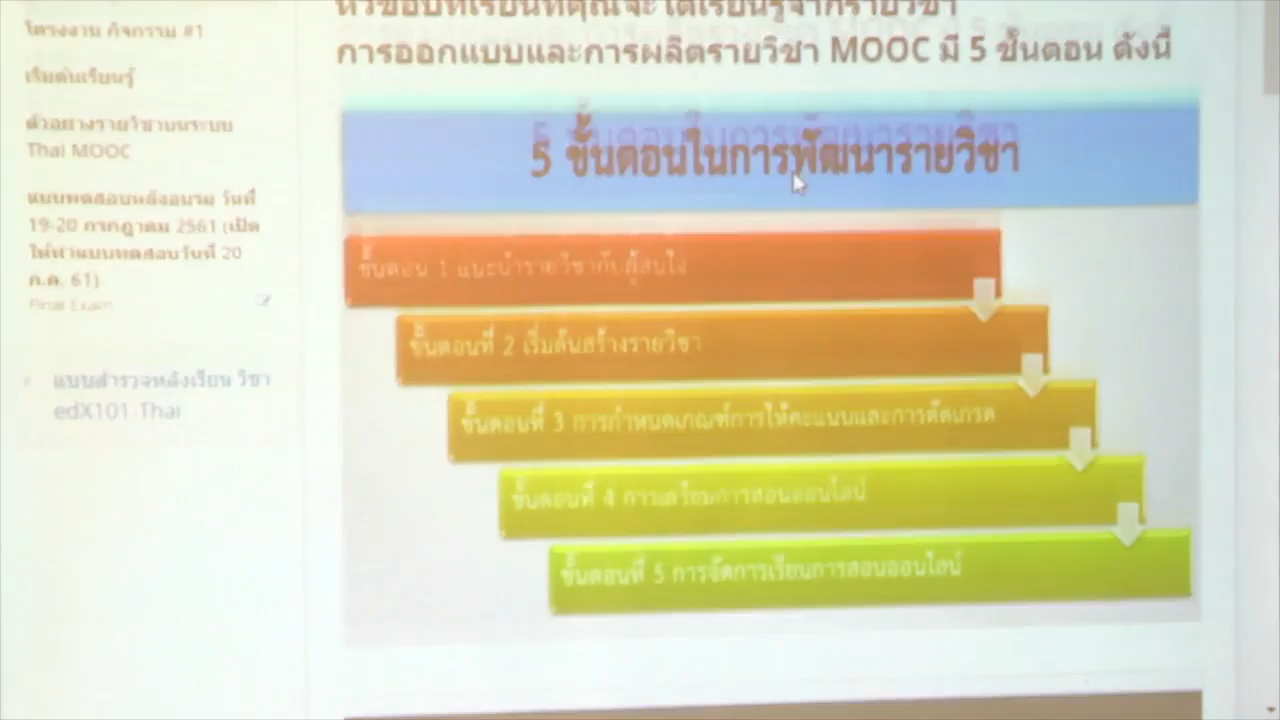 โครงงาน กิจกรรม #1
เริ่มต้นเรียนรู้
ตัวอย่างรายวิชาบนระบบ
Thai MOOC
แบบทดสอบหลังอบรม วันที่
19-20 กรกฎาคม 2561 (เปิด
ให้ทำแบบทดสอบวันที่ 20
ก.ค. 61)
Final Exam
แบบสำรวจหลังเรียน วิชา
edX101-Thai
หัวข้อบทเรียนที่คุณจะได้เรียนรู้จากรายวิชา
การออกแบบและการผลิตรายวิชา MOOC มี 5 ขั้นตอน ดังนี้
5 ขั้นตอนในการพัฒนารายวิชา
ขั้นตอน 1 แนะนำรายวิชากับผู้สนใจ
ขั้นตอนที่ 2 เริ่มต้นสร้างรายวิชา
ขั้นตอนที่ 3 การกำหนดเกณฑ์การให้คะแนนและการตัดเกรด
ขั้นตอนที่ 4 การเตรียมการสอนออนไลน์
ขั้นตอนที่ 5 การจัดการเรียนการสอนออนไลน์